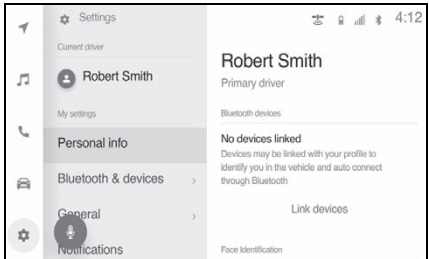 Settings
4:12
Current driver
Robert Smith
My settings
Personal info
Bluetooth & devices
General
Notifications
Robert Smith
Primary driver
Bluetooth devices
No devices linked
Devices may be linked with your profile to
identify you in the vehicle and auto connect
through Bluetooth
Link devices
Face Identification